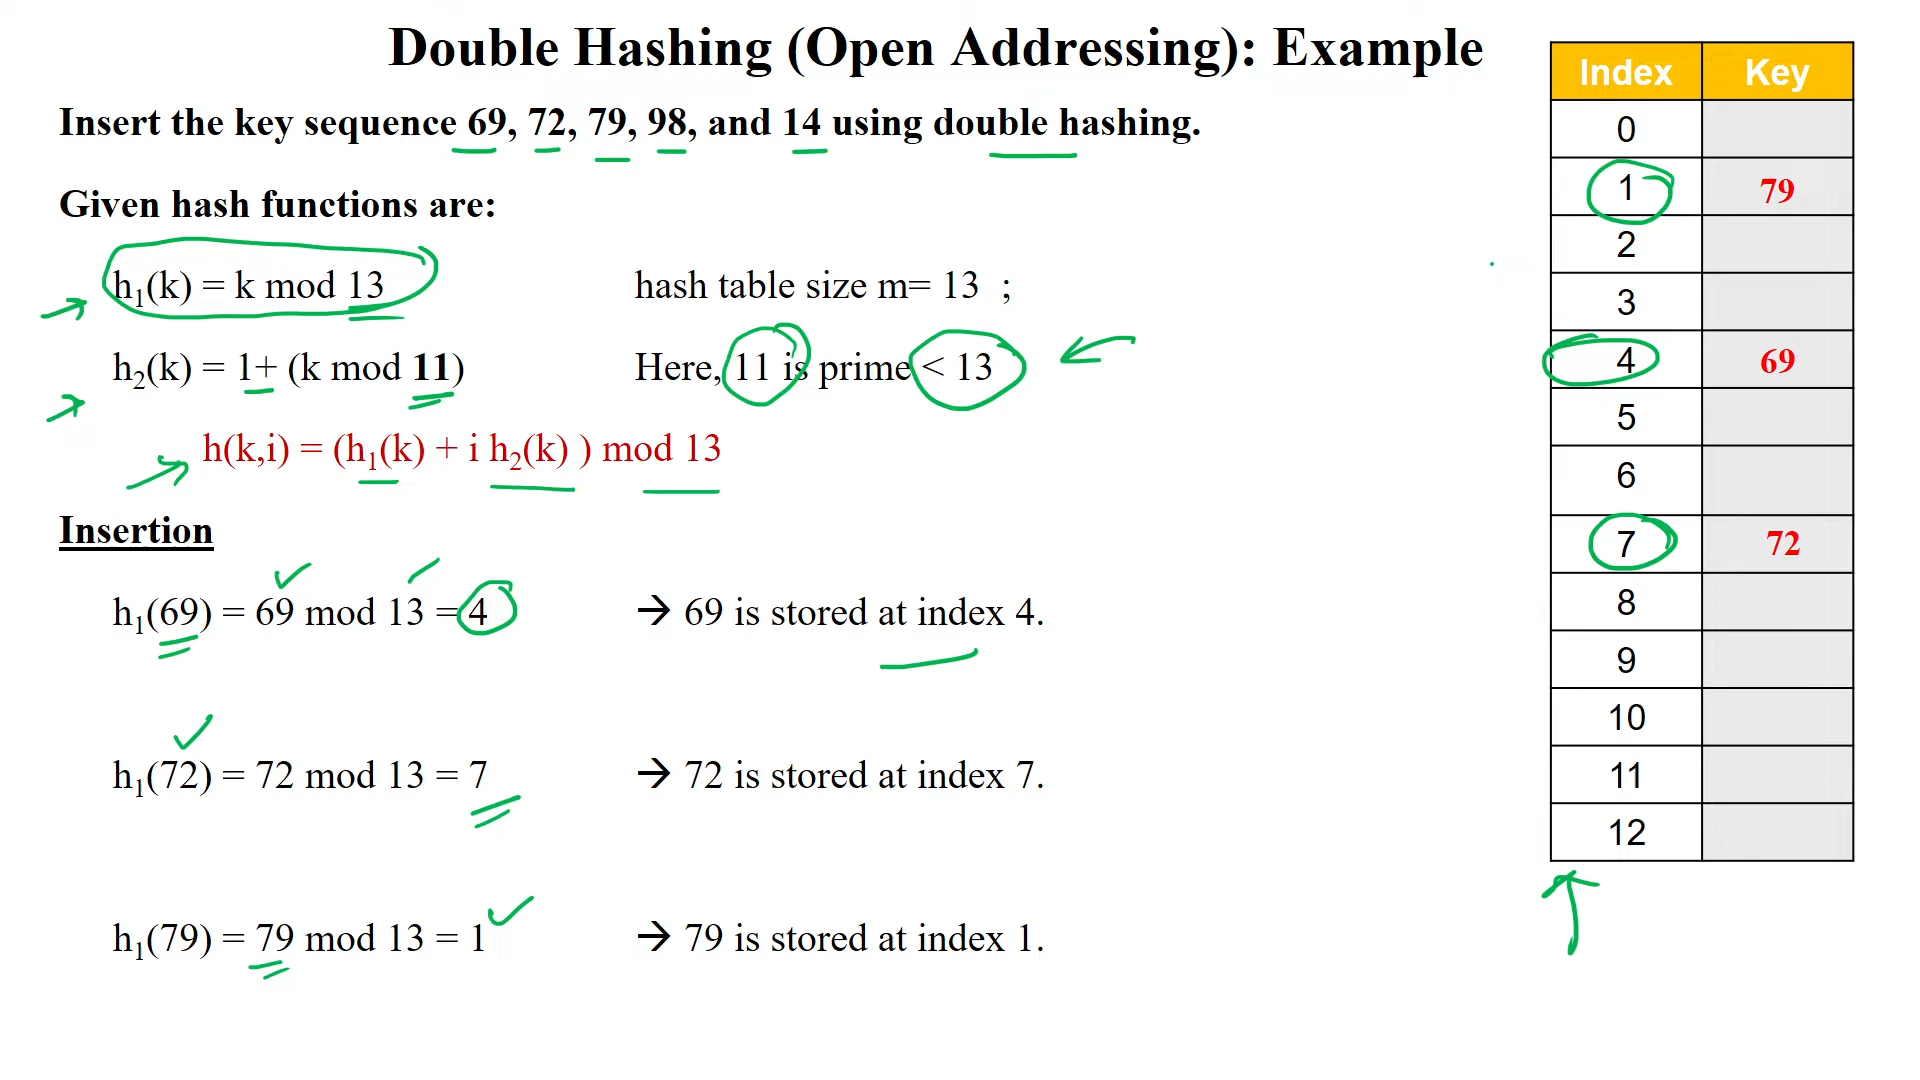 Double Hashing (Open Addressing): Example
Insert the key sequence 69, 72, 79, 98, and 14 using double hashing.
Given hash functions are:
h₁(k) = k mod 13 hash table size m= 13 ;
h₂(k) = 1+ (k mod 11) Here, 11 is prime < 13
h(k,i) = (h₁(k) + i h₂(k) ) mod 13
Insertion
h₁(69) = 69 mod 13 = 4 → 69 is stored at index 4.
h₁(72) = 72 mod 13 = 7 → 72 is stored at index 7.
h₁(79) = 79 mod 13 = 1 → 79 is stored at index 1.
Index Key
0
1 79
2
3
4 69
5
6
7 72
8
9
10
11
12